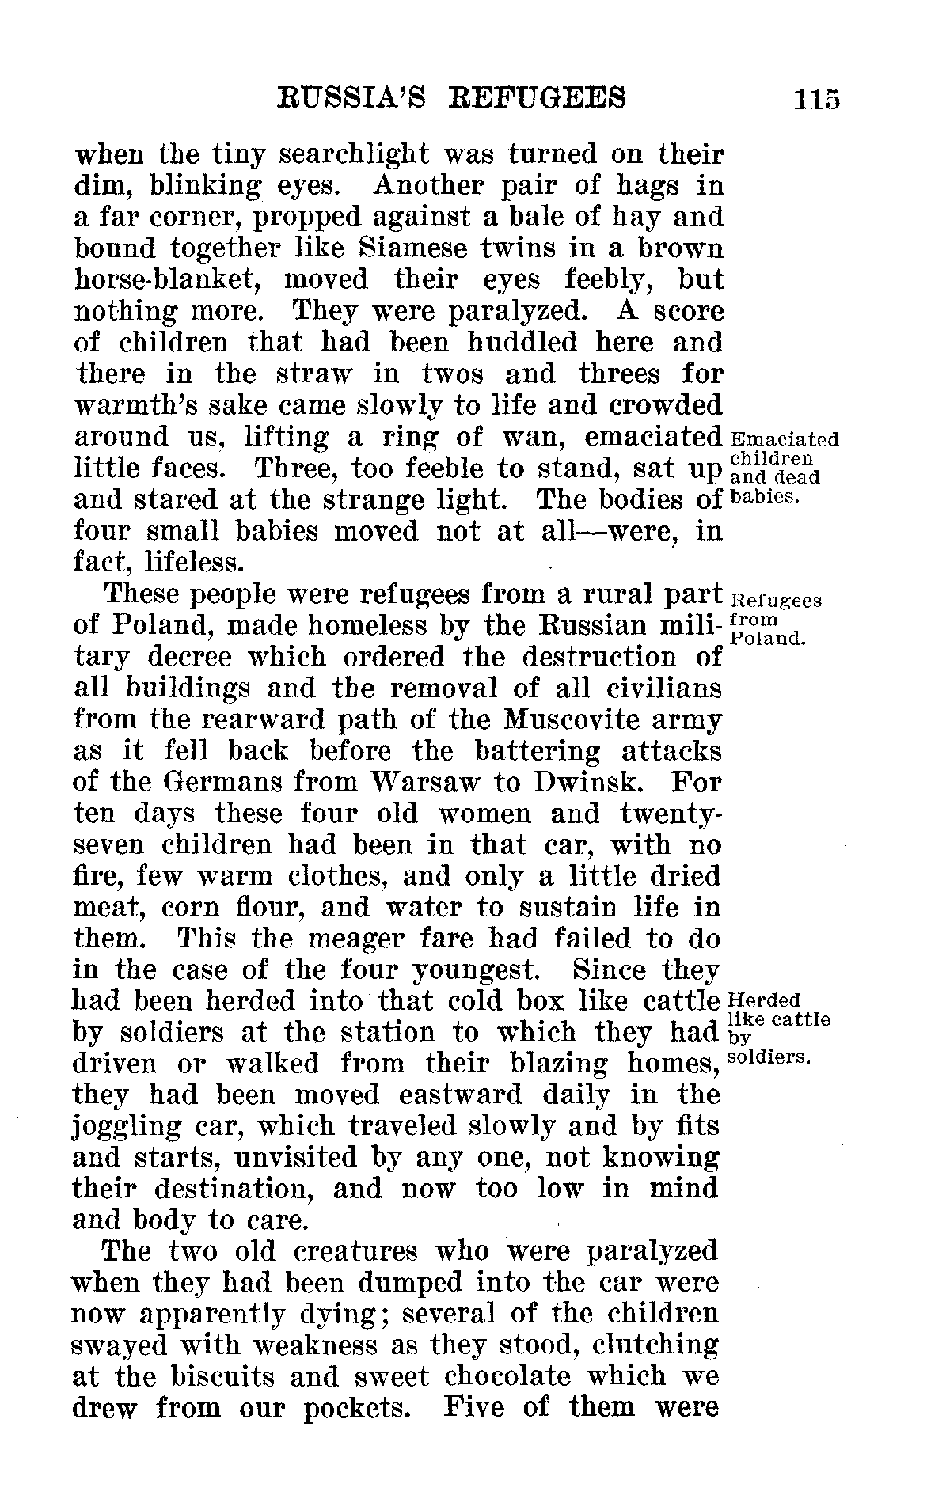 RUSSIA'S REFUGEES 115
when the tiny searchlight was turned on their
dim, blinking eyes. Another pair of hags in
a far corner, propped against a bale of hay and
bound together like Siamese twins in a brown
horse-blanket, moved their eyes feebly, but
nothing more. They were paralyzed. A score
of children that had been huddled here and
there in the straw in twos and threes for
warmth's sake came slowly to life and crowded
around us, lifting a ring of wan, emaciated
little faces. Three, too feeble to stand, sat up
and stared at the strange light. The bodies of
four small babies moved not at all—were, in
fact, lifeless.
Emaciated
children
and dead
babies.
These people were refugees from a rural part
of Poland, made homeless by the Russian mili-
tary decree which ordered the destruction of
all buildings and the removal of all civilians
from the rearward path of the Muscovite army
as it fell back before the battering attacks
of the Germans from Warsaw to Dwinsk. For
ten days these four old women and twenty-
seven children had been in that car, with no
fire, few warm clothes, and only a little dried
meat, corn flour, and water to sustain life in
them. This the meager fare had failed to do
in the case of the four youngest. Since they
had been herded into that cold box like cattle
by soldiers at the station to which they had
driven or walked from their blazing homes,
they had been moved eastward daily in the
joggling car, which traveled slowly and by fits
and starts, unvisited by any one, not knowing
their destination, and now too low in mind
and body to care.
Refugees
from
Poland.
Herded
like cattle
by
soldiers.
The two old creatures who were paralyzed
when they had been dumped into the car were
now apparently dying; several of the children
swayed with weakness as they stood, clutching
at the biscuits and sweet chocolate which we
drew from our pockets. Five of them were